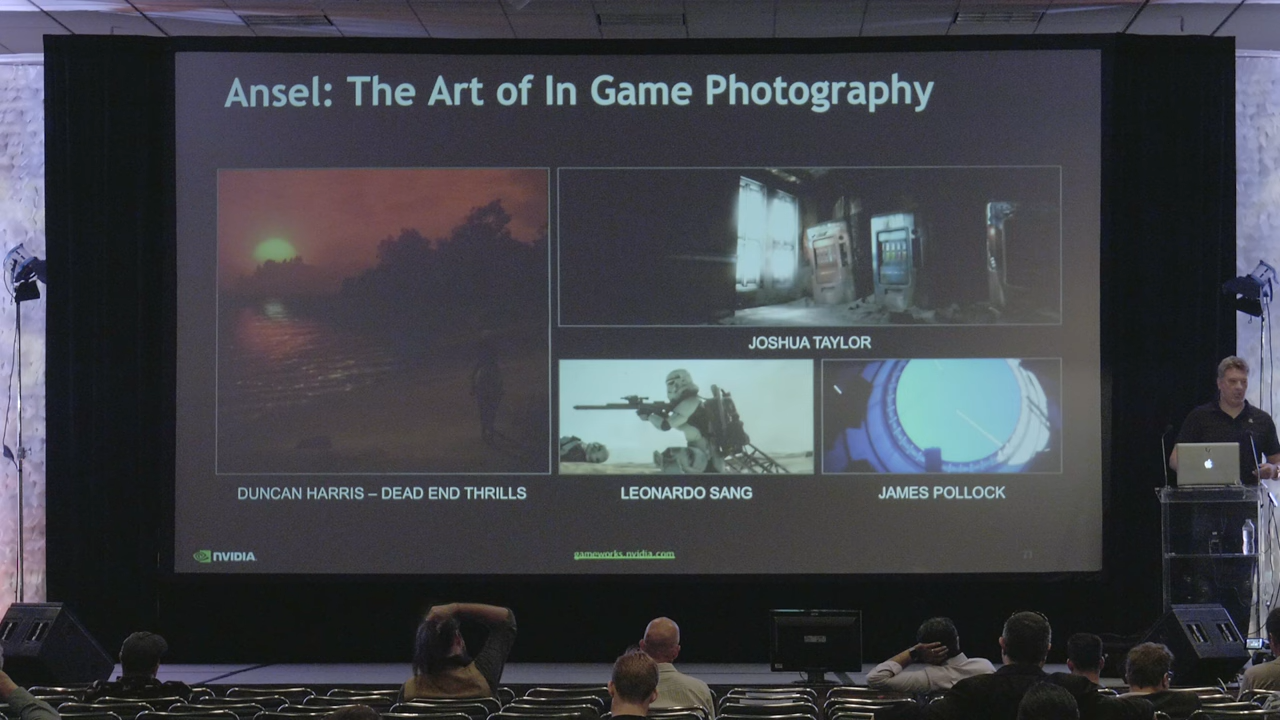 Ansel: The Art of In Game Photography
JOSHUA TAYLOR
DUNCAN HARRIS – DEAD END THRILLS
LEONARDO SANG
JAMES POLLOCK
NVIDIA
gameworks.nvidia.com